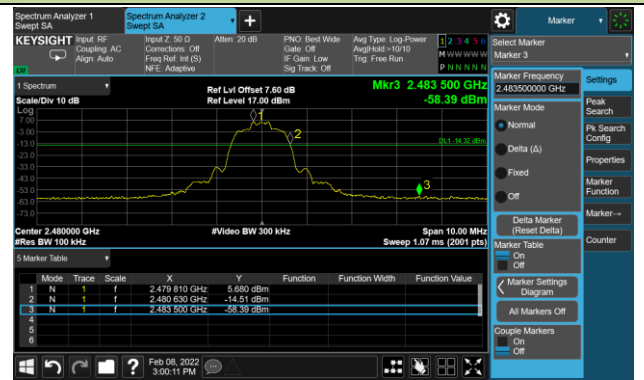 Spectrum Analyzer 1
Swept SA
Spectrum Analyzer 2
Swept SA
Marker
KEYSIGHT
LXI
Input: RF
Coupling: AC
Align: Auto
Input Z: 50 Ω
Corrections: Off
Freq Ref: Int (S)
NFE: Adaptive
Atten: 20 dB
PNO: Best Wide
Gate: Off
IF Gain: Low
Sig Track: Off
Avg Type: Log-Power
Avg|Hold:>10/10
Trig: Free Run
1 2 3 4 5 6
M W W W W W
P N N N N N
Select Marker
Marker 3
1 Spectrum
Scale/Div 10 dB
Ref Lvl Offset 7.60 dB
Ref Level 17.00 dBm
Mkr3 2.483 500 GHz
-58.39 dBm
Log
7.00
-3.00
-13.0
-23.0
-33.0
-43.0
-53.0
-63.0
-73.0
1
2
3
DL1 -14.32 dBm
Center 2.480000 GHz
#Res BW 100 kHz
#Video BW 300 kHz
Span 10.00 MHz
Sweep 1.07 ms (2001 pts)
5 Marker Table
Mode Trace Scale X Y Function Function Width Function Value
1 N 1 f 2.479 810 GHz 5.680 dBm
2 N 1 f 2.480 630 GHz -14.51 dBm
3 N 1 f 2.483 500 GHz -58.39 dBm
4
5
6
Marker Frequency
2.483500000 GHz
Marker Mode
Normal
Delta (Δ)
Fixed
Off
Delta Marker
(Reset Delta)
Marker Table
On
Off
Marker Settings
Diagram
All Markers Off
Couple Markers
On
Off
Settings
Peak
Search
Pk Search
Config
Properties
Marker
Function
Marker→
Counter
Feb 08, 2022
3:00:11 PM